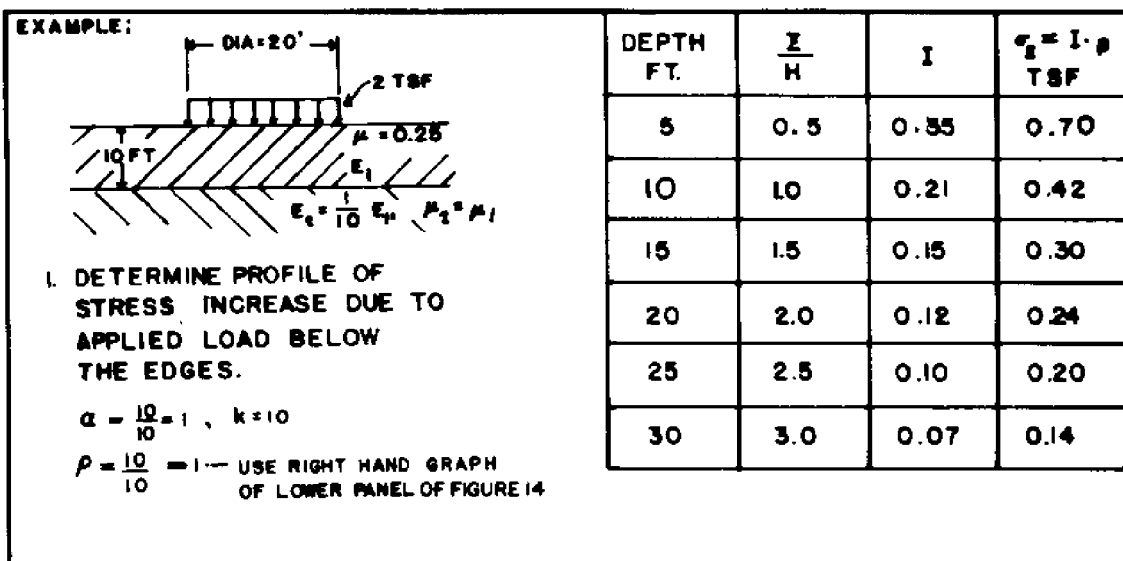 EXAMPLE:
DIA=20'
2 TSF
μ = 0.25
10 FT
E₁
E₂ = 1/10 E₁, μ₂ = μ₁
1. DETERMINE PROFILE OF
STRESS INCREASE DUE TO
APPLIED LOAD BELOW
THE EDGES.
α = 10/10 = 1 , k = 10
ρ = 10/10 = 1 — USE RIGHT HAND GRAPH
OF LOWER PANEL OF FIGURE 14
DEPTH FT. | Z/H | I | σz = I·p TSF
5 | 0.5 | 0.35 | 0.70
10 | 1.0 | 0.21 | 0.42
15 | 1.5 | 0.15 | 0.30
20 | 2.0 | 0.12 | 0.24
25 | 2.5 | 0.10 | 0.20
30 | 3.0 | 0.07 | 0.14